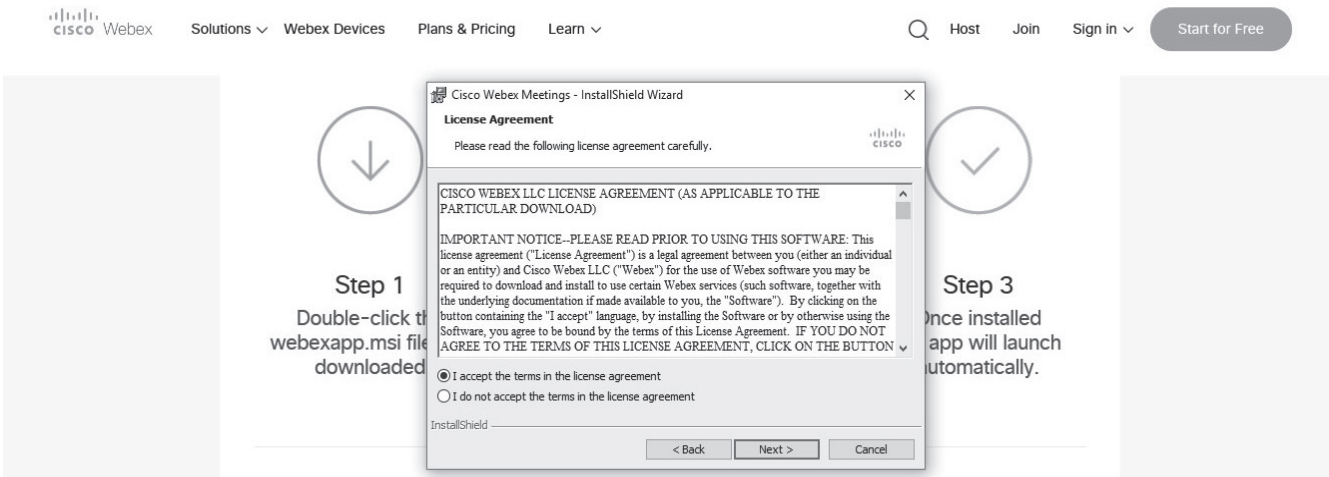 CISCO Webex Solutions Webex Devices Plans & Pricing Learn Host Join Sign in Start for Free
Cisco Webex Meetings - InstallShield Wizard
License Agreement
Please read the following license agreement carefully.
CISCO
CISCO WEBEX LLC LICENSE AGREEMENT (AS APPLICABLE TO THE
PARTICULAR DOWNLOAD)
IMPORTANT NOTICE--PLEASE READ PRIOR TO USING THIS SOFTWARE: This
license agreement ("License Agreement") is a legal agreement between you (either an individual
or an entity) and Cisco Webex LLC ("Webex") for the use of Webex software you may be
required to download and install to use certain Webex services (such software, together with
the underlying documentation if made available to you, the "Software"). By clicking on the
button containing the "I accept" language, by installing the Software or by otherwise using the
Software, you agree to be bound by the terms of this License Agreement. IF YOU DO NOT
AGREE TO THE TERMS OF THIS LICENSE AGREEMENT, CLICK ON THE BUTTON
I accept the terms in the license agreement
I do not accept the terms in the license agreement
InstallShield
< Back Next > Cancel
Step 1
Double-click
webexapp.msi file
downloaded
Step 3
Once installed
app will launch
automatically.